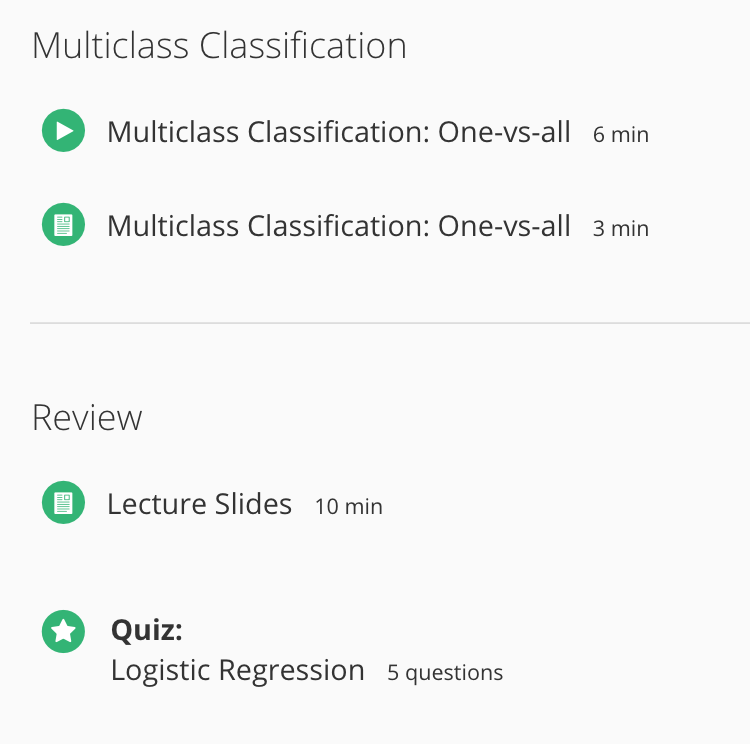 Multiclass Classification
Multiclass Classification: One-vs-all 6 min
Multiclass Classification: One-vs-all 3 min
Review
Lecture Slides 10 min
Quiz:
Logistic Regression 5 questions